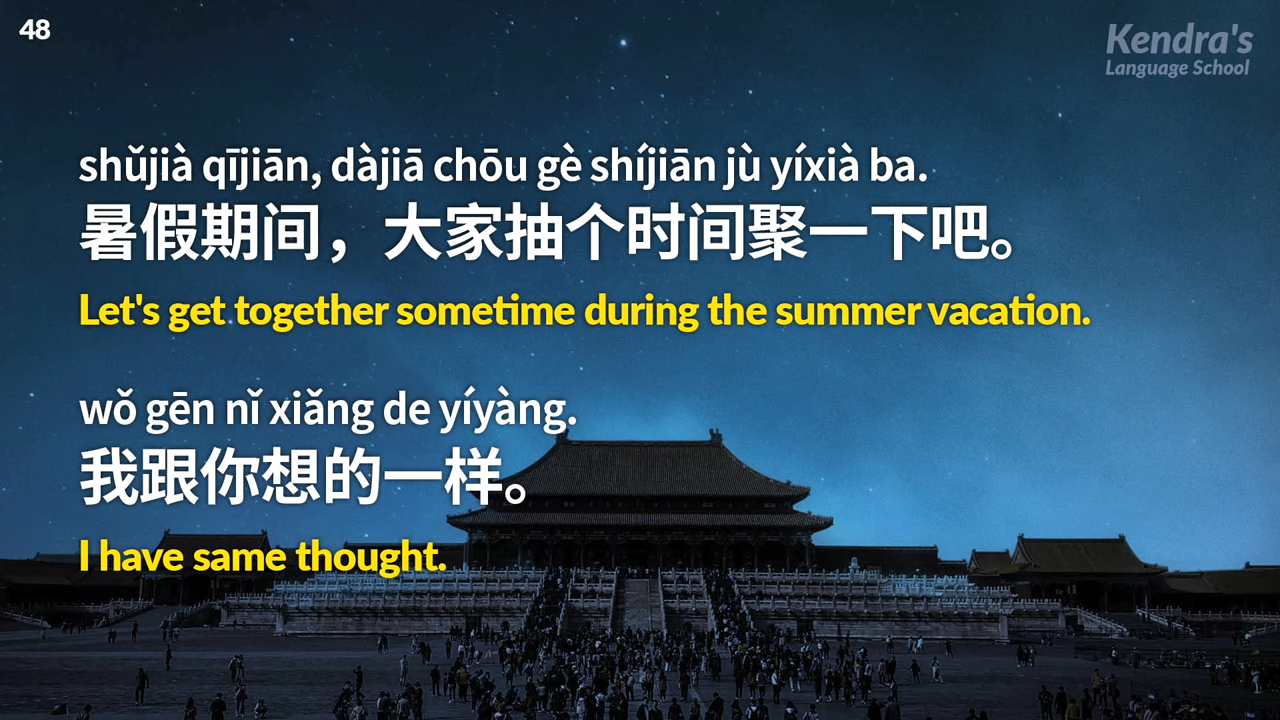 48
Kendra's
Language School
shǔjià qījiān, dàjiā chōu gè shíjiān jù yíxià ba.
暑假期间，大家抽个时间聚一下吧。
Let's get together sometime during the summer vacation.
wǒ gēn nǐ xiǎng de yíyàng.
我跟你想的一样。
I have same thought.